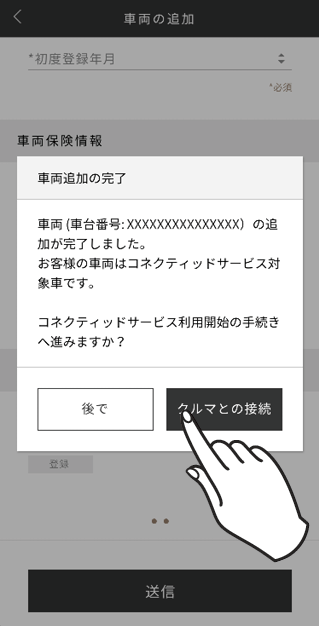 車両の追加
*初度登録年月
*必須
車両保険情報
車両追加の完了
車両 (車台番号: XXXXXXXXXXXXXXX）の追
加が完了しました。
お客様の車両はコネクティッドサービス対
象車です。
コネクティッドサービス利用開始の手続き
へ進みますか？
後で
クルマとの接続
登録
送信